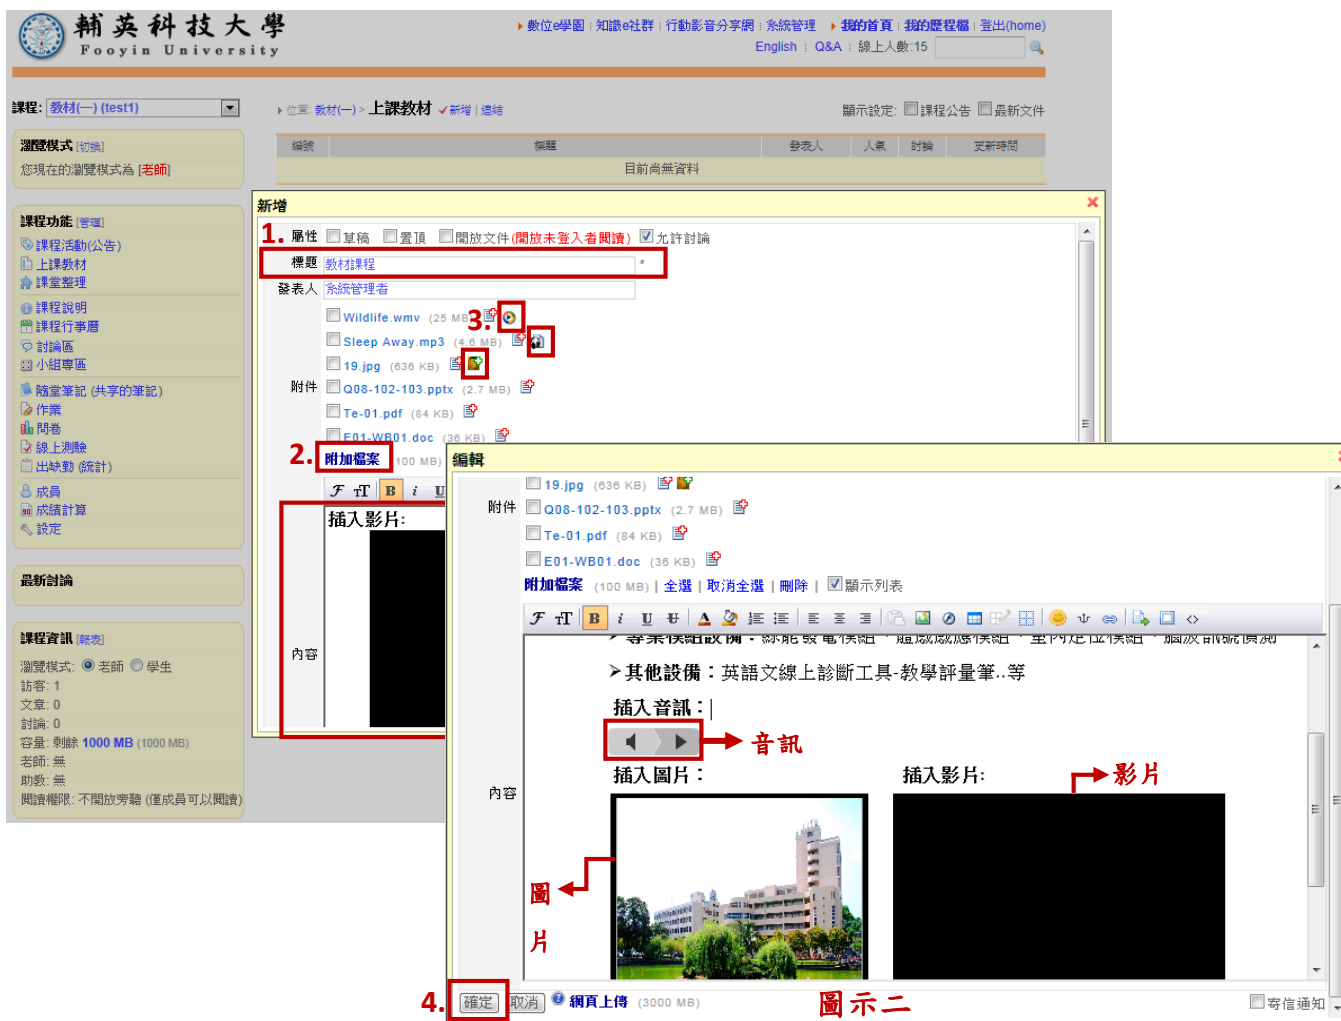 輔英科技大學
Fooyin University
數位e學園 | 知識e社群 | 行動影音分享網 | 系統管理 我的首頁 | 我的歷程檔 | 登出(home)
English | Q&A | 線上人數:15
課程: 教材(一) (test1)
位置: 教材(一) > 上課教材 新增 | 連結
顯示設定: 課程公告 最新文件
瀏覽模式 [切換]
您現在的瀏覽模式為 [老師]
編號 標題 發表人 人氣 討論 更新時間
目前尚無資料
課程功能 [管理]
課程活動(公告)
上課教材
課堂整理
課程說明
課程行事曆
討論區
小組專區
隨堂筆記 (共享的筆記)
作業
問卷
線上測驗
出缺勤 (統計)
成員
成績計算
設定
最新討論
課程資訊 [報表]
瀏覽模式: 老師 學生
訪客: 1
文章: 0
討論: 0
容量: 剩餘 1000 MB (1000 MB)
老師: 無
助教: 無
閱讀權限: 不開放旁聽 (僅成員可以閱讀)
新增
1. 屬性 草稿 置頂 開放文件(開放未登入者閱讀) 允許討論
標題 教材課程 *
發表人 系統管理者
Wildlife.wmv (25 MB) 3.
Sleep Away.mp3 (4.6 MB)
19.jpg (636 KB)
附件 Q08-102-103.pptx (2.7 MB)
Te-01.pdf (84 KB)
E01-WB01.doc (36 KB)
2. 附加檔案 (100 MB)
F TT B i U
插入影片:
內容
編輯
19.jpg (636 KB)
附件 Q08-102-103.pptx (2.7 MB)
Te-01.pdf (84 KB)
E01-WB01.doc (36 KB)
附加檔案 (100 MB) | 全選 | 取消全選 | 刪除 | 顯示列表
F TT B i U U A
➢其他設備：英語文線上診斷工具-教學評量筆..等
插入音訊：
音訊
插入圖片： 插入影片:
影片
內容
圖片
4. 確定 取消 網頁上傳 (3000 MB)
圖示二
寄信通知